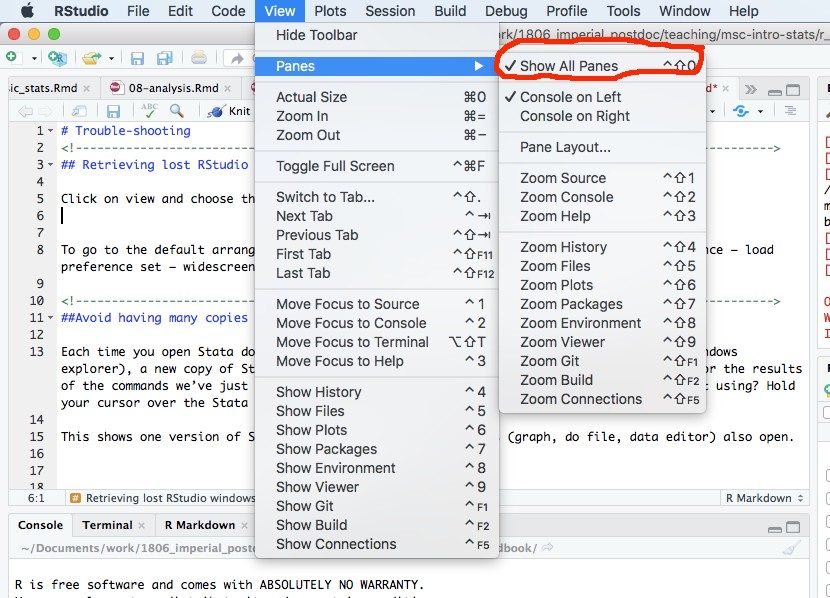 RStudio File Edit Code View Plots Session Build Debug Profile Tools Window Help
rk/1806_imperial_postdoc/teaching/msc-intro-stats/r_
Hide Toolbar
Panes
Actual Size ⌘0
Zoom In ⌘=
Zoom Out ⌘−
Toggle Full Screen ^⌘F
Switch to Tab... ^⇧.
Next Tab ^⇥
Previous Tab ^⇧⇥
First Tab ^⇧F11
Last Tab ^⇧F12
Move Focus to Source ^1
Move Focus to Console ^2
Move Focus to Terminal ⌥⇧T
Move Focus to Help ^3
Show History ^4
Show Files ^5
Show Plots ^6
Show Packages ^7
Show Environment ^8
Show Viewer ^9
Show Git ^F1
Show Build ^F2
Show Connections ^F5
✓ Show All Panes ^⇧0
✓ Console on Left
Console on Right
Pane Layout...
Zoom Source ^⇧1
Zoom Console ^⇧2
Zoom Help ^⇧3
Zoom History ^⇧4
Zoom Files ^⇧5
Zoom Plots ^⇧6
Zoom Packages ^⇧7
Zoom Environment ^⇧8
Zoom Viewer ^⇧9
Zoom Git ^⇧F1
Zoom Build ^⇧F2
Zoom Connections ^⇧F5
ic_stats.Rmd 08-analysis.Rmd
ABC Knit
1 # Trouble-shooting
2 <!-- -->
3 ## Retrieving lost RStudio
4
5 Click on view and choose th
6
7
8 To go to the default arrang nce – load
preference set – widescreen
9
10 <!-- -->
11 ##Avoid having many copies
12
13 Each time you open Stata do dows
explorer), a new copy of St or the results
of the commands we've just using? Hold
your cursor over the Stata
14
15 This shows one version of S (graph, do file, data editor) also open.
16
17
18
6:1 # Retrieving lost RStudio windows R Markdown
Console Terminal R Markdown
~/Documents/work/1806_imperial_postd dbook/
R is free software and comes with ABSOLUTELY NO WARRANTY.